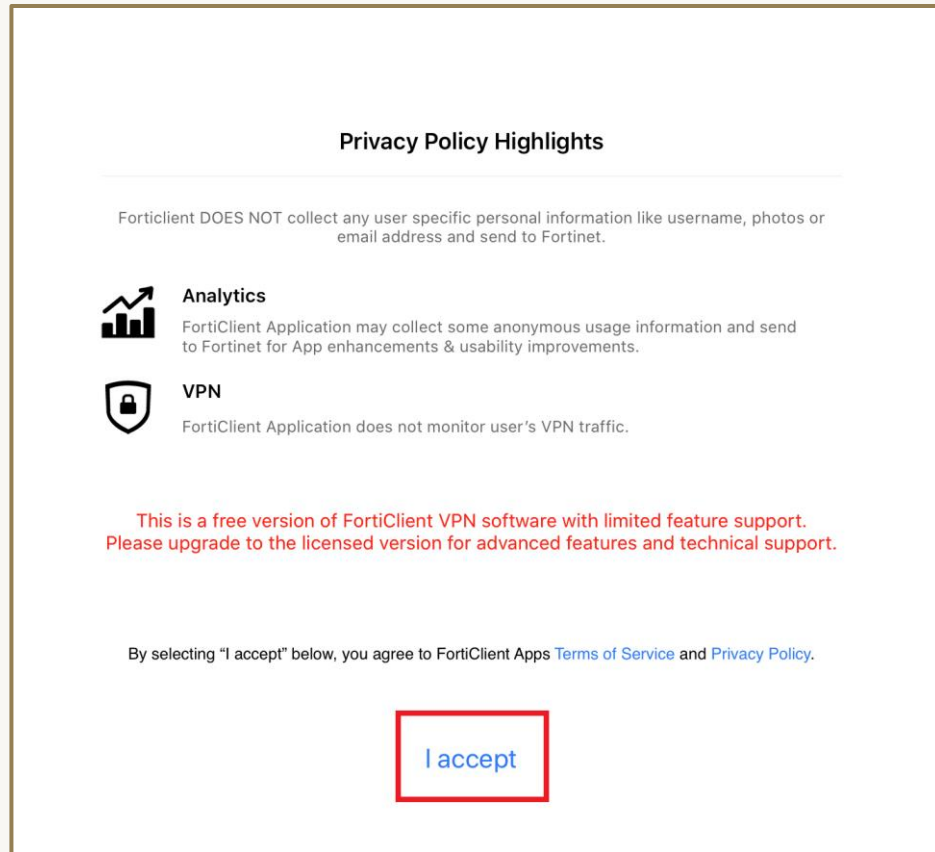 Privacy Policy Highlights
Forticlient DOES NOT collect any user specific personal information like username, photos or
email address and send to Fortinet.
Analytics
FortiClient Application may collect some anonymous usage information and send
to Fortinet for App enhancements & usability improvements.
VPN
FortiClient Application does not monitor user's VPN traffic.
This is a free version of FortiClient VPN software with limited feature support.
Please upgrade to the licensed version for advanced features and technical support.
By selecting “I accept” below, you agree to FortiClient Apps Terms of Service and Privacy Policy.
I accept